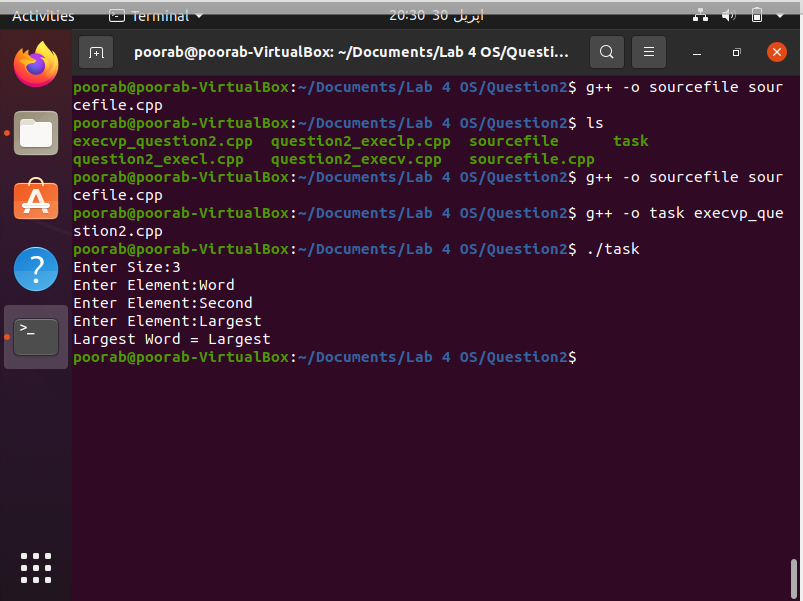 Activities Terminal 20:30 30 اپریل
poorab@poorab-VirtualBox: ~/Documents/Lab 4 OS/Questi...
poorab@poorab-VirtualBox:~/Documents/Lab 4 OS/Question2$ g++ -o sourcefile sour
cefile.cpp
poorab@poorab-VirtualBox:~/Documents/Lab 4 OS/Question2$ ls
execvp_question2.cpp question2_execlp.cpp sourcefile task
question2_execl.cpp question2_execv.cpp sourcefile.cpp
poorab@poorab-VirtualBox:~/Documents/Lab 4 OS/Question2$ g++ -o sourcefile sour
cefile.cpp
poorab@poorab-VirtualBox:~/Documents/Lab 4 OS/Question2$ g++ -o task execvp_que
stion2.cpp
poorab@poorab-VirtualBox:~/Documents/Lab 4 OS/Question2$ ./task
Enter Size:3
Enter Element:Word
Enter Element:Second
Enter Element:Largest
Largest Word = Largest
poorab@poorab-VirtualBox:~/Documents/Lab 4 OS/Question2$